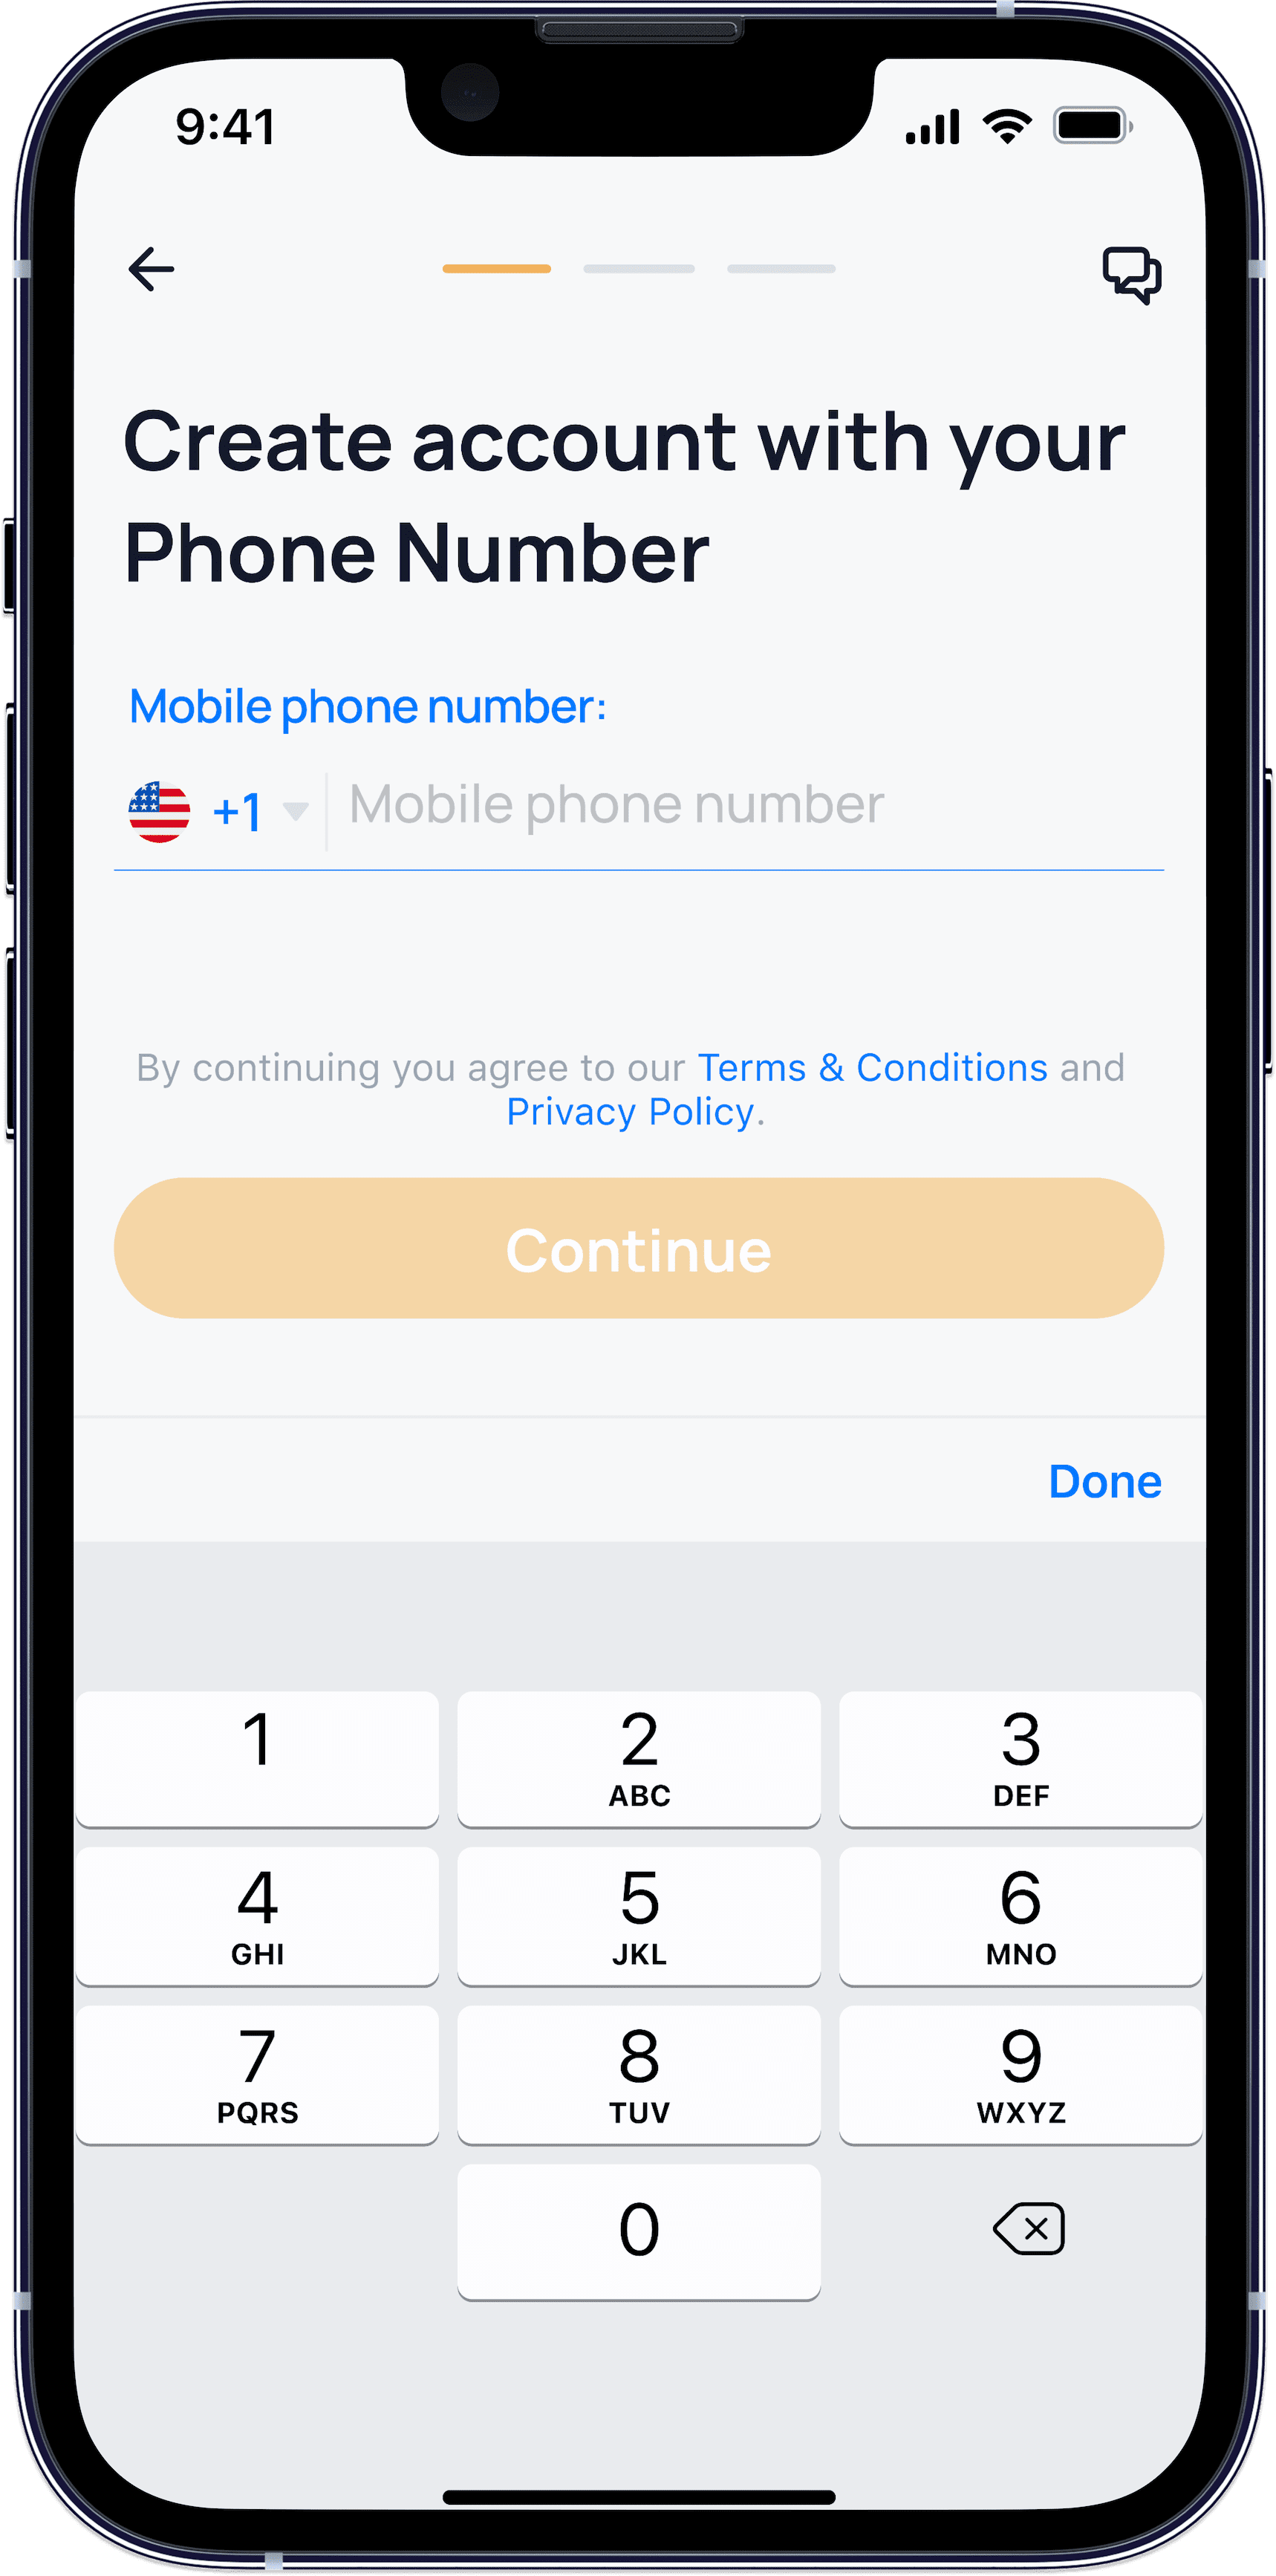 9:41
Create account with your
Phone Number
Mobile phone number:
+1 Mobile phone number
By continuing you agree to our Terms & Conditions and
Privacy Policy.
Continue
Done
1 2 3
ABC DEF
4 5 6
GHI JKL MNO
7 8 9
PQRS TUV WXYZ
0